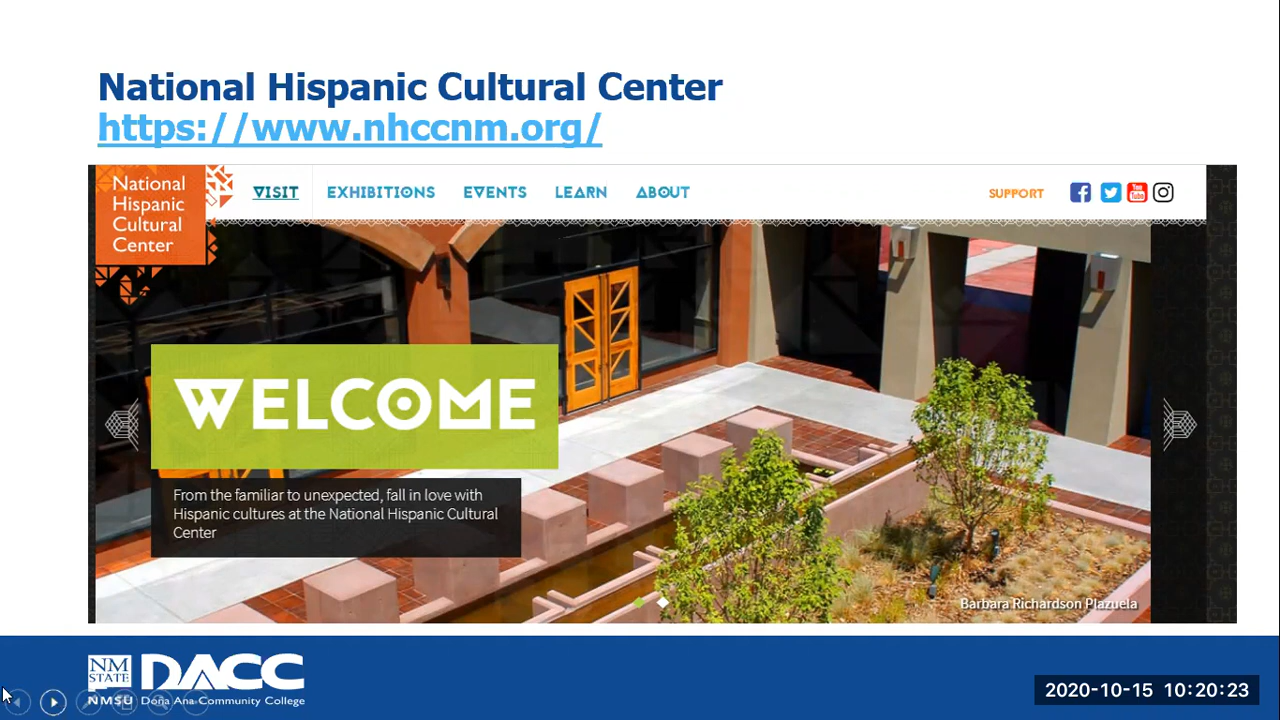 National Hispanic Cultural Center
https://www.nhccnm.org/
National
Hispanic
Cultural
Center
VISIT EXHIBITIONS EVENTS LEARN ABOUT SUPPORT You Tube
WELCOME
From the familiar to unexpected, fall in love with
Hispanic cultures at the National Hispanic Cultural
Center
Barbara Richardson Plazuela
NM
STATE
DACC
NMSU Doña Ana Community College
2020-10-15 10:20:23